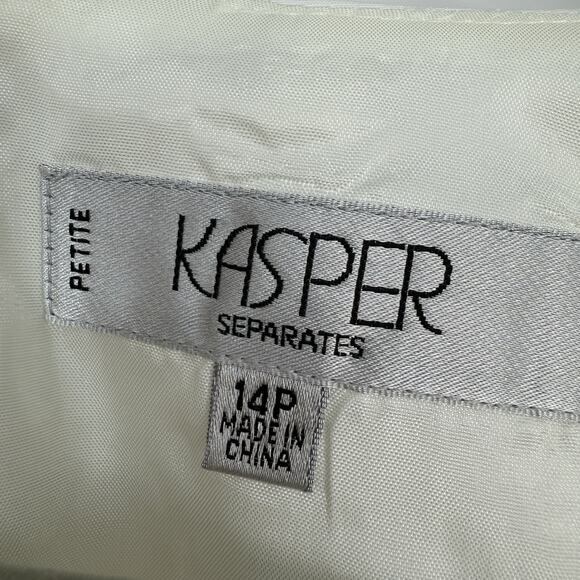 PETITE
KASPER
SEPARATES
14P
MADE IN
CHINA